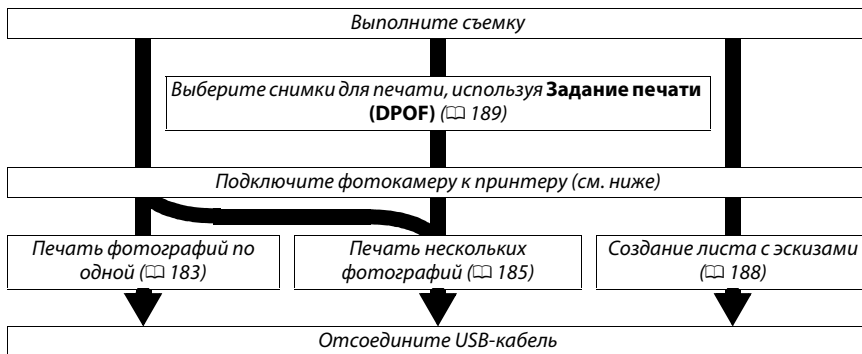 Выполните съемку
Выберите снимки для печати, используя Задание печати
(DPOF) (📖 189)
Подключите фотокамеру к принтеру (см. ниже)
Печать фотографий по
одной (📖 183)
Печать нескольких
фотографий (📖 185)
Создание листа с эскизами
(📖 188)
Отсоедините USB-кабель